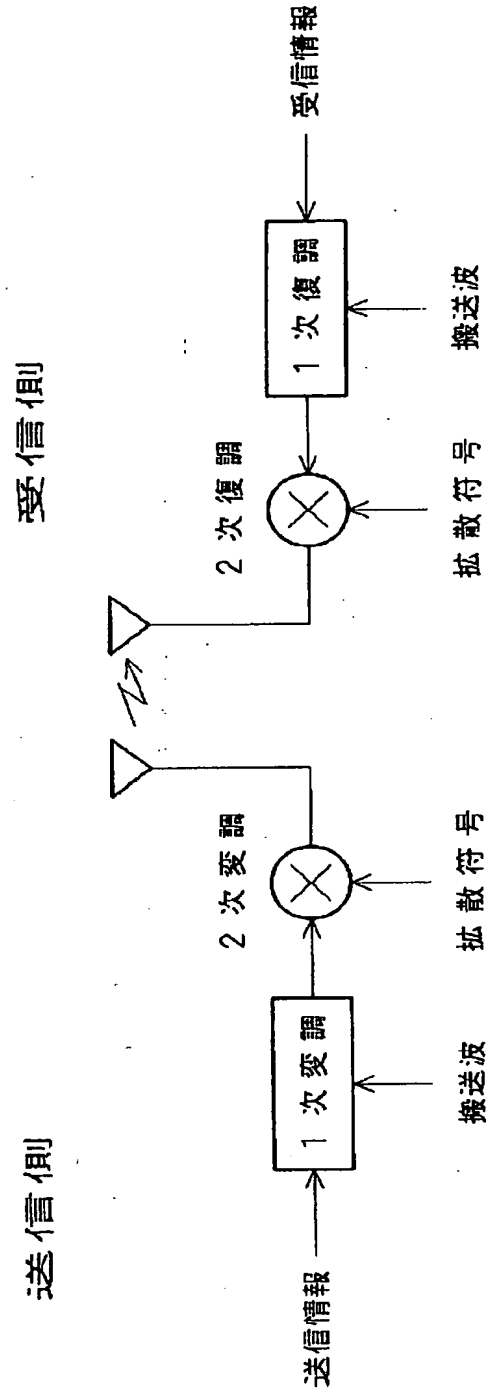 送信側
受信側
送信情報
1次変調
搬送波
2次変調
拡散符号
2次復調
拡散符号
1次復調
搬送波
受信情報